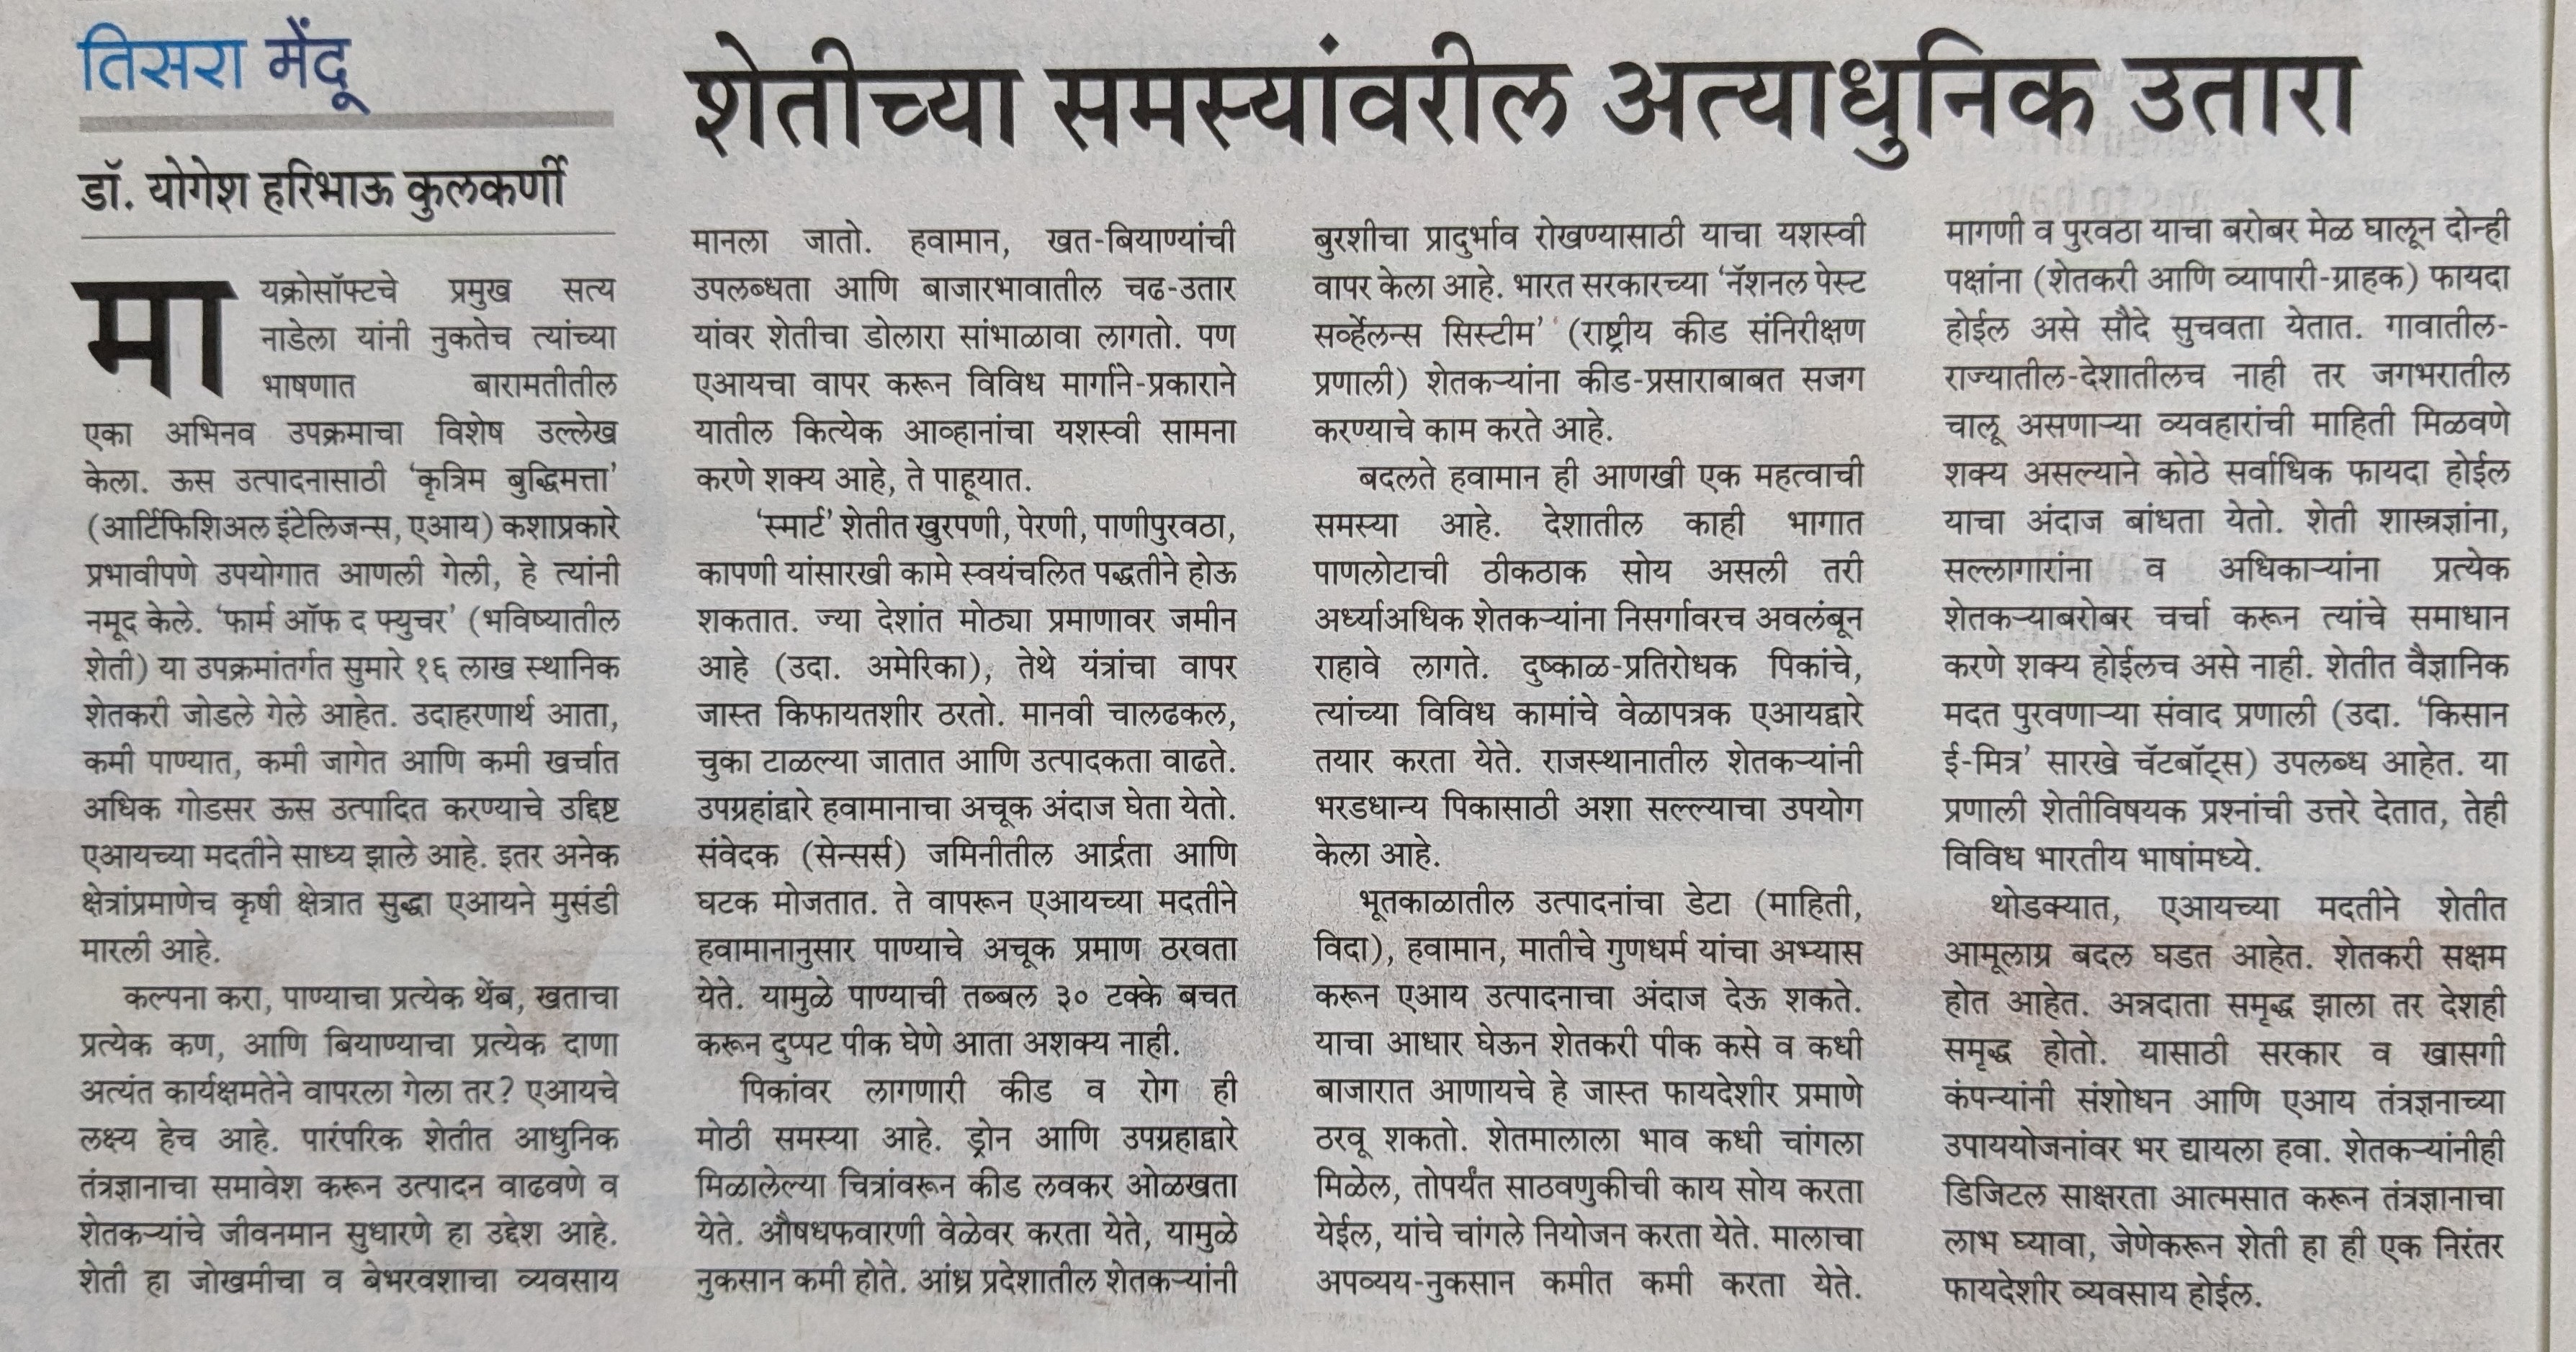 तिसरा मेंदू
शेतीच्या समस्यांवरील अत्याधुनिक उतारा
डॉ. योगेश हरिभाऊ कुलकर्णी
मायक्रोसॉफ्टचे प्रमुख सत्य
नाडेला यांनी नुकतेच त्यांच्या
भाषणात बारामतीतील
एका अभिनव उपक्रमाचा विशेष उल्लेख
केला. ऊस उत्पादनासाठी ‘कृत्रिम बुद्धिमत्ता’
(आर्टिफिशिअल इंटेलिजन्स, एआय) कशाप्रकारे
प्रभावीपणे उपयोगात आणली गेली, हे त्यांनी
नमूद केले. ‘फार्म ऑफ द फ्युचर’ (भविष्यातील
शेती) या उपक्रमांतर्गत सुमारे १६ लाख स्थानिक
शेतकरी जोडले गेले आहेत. उदाहरणार्थ आता,
कमी पाण्यात, कमी जागेत आणि कमी खर्चात
अधिक गोडसर ऊस उत्पादित करण्याचे उद्दिष्ट
एआयच्या मदतीने साध्य झाले आहे. इतर अनेक
क्षेत्रांप्रमाणेच कृषी क्षेत्रात सुद्धा एआयने मुसंडी
मारली आहे.
कल्पना करा, पाण्याचा प्रत्येक थेंब, खताचा
प्रत्येक कण, आणि बियाण्याचा प्रत्येक दाणा
अत्यंत कार्यक्षमतेने वापरला गेला तर? एआयचे
लक्ष्य हेच आहे. पारंपरिक शेतीत आधुनिक
तंत्रज्ञानाचा समावेश करून उत्पादन वाढवणे व
शेतकऱ्यांचे जीवनमान सुधारणे हा उद्देश आहे.
शेती हा जोखमीचा व बेभरवशाचा व्यवसाय
मानला जातो. हवामान, खत-बियाण्यांची
उपलब्धता आणि बाजारभावातील चढ-उतार
यांवर शेतीचा डोलारा सांभाळावा लागतो. पण
एआयचा वापर करून विविध मार्गाने-प्रकाराने
यातील कित्येक आव्हानांचा यशस्वी सामना
करणे शक्य आहे, ते पाहूयात.
‘स्मार्ट’ शेतीत खुरपणी, पेरणी, पाणीपुरवठा,
कापणी यांसारखी कामे स्वयंचलित पद्धतीने होऊ
शकतात. ज्या देशांत मोठ्या प्रमाणावर जमीन
आहे (उदा. अमेरिका), तेथे यंत्रांचा वापर
जास्त किफायतशीर ठरतो. मानवी चालढकल,
चुका टाळल्या जातात आणि उत्पादकता वाढते.
उपग्रहांद्वारे हवामानाचा अचूक अंदाज घेता येतो.
संवेदक (सेन्सर्स) जमिनीतील आर्द्रता आणि
घटक मोजतात. ते वापरून एआयच्या मदतीने
हवामानानुसार पाण्याचे अचूक प्रमाण ठरवता
येते. यामुळे पाण्याची तब्बल ३० टक्के बचत
करून दुप्पट पीक घेणे आता अशक्य नाही.
पिकांवर लागणारी कीड व रोग ही
मोठी समस्या आहे. ड्रोन आणि उपग्रहाद्वारे
मिळालेल्या चित्रांवरून कीड लवकर ओळखता
येते. औषधफवारणी वेळेवर करता येते, यामुळे
नुकसान कमी होते. आंध्र प्रदेशातील शेतकऱ्यांनी
बुरशीचा प्रादुर्भाव रोखण्यासाठी याचा यशस्वी
वापर केला आहे. भारत सरकारच्या ‘नॅशनल पेस्ट
सर्व्हेलन्स सिस्टीम’ (राष्ट्रीय कीड संनिरीक्षण
प्रणाली) शेतकऱ्यांना कीड-प्रसाराबाबत सजग
करण्याचे काम करते आहे.
बदलते हवामान ही आणखी एक महत्वाची
समस्या आहे. देशातील काही भागात
पाणलोटाची ठीकठाक सोय असली तरी
अर्ध्याअधिक शेतकऱ्यांना निसर्गावरच अवलंबून
राहावे लागते. दुष्काळ-प्रतिरोधक पिकांचे,
त्यांच्या विविध कामांचे वेळापत्रक एआयद्वारे
तयार करता येते. राजस्थानातील शेतकऱ्यांनी
भरडधान्य पिकासाठी अशा सल्ल्याचा उपयोग
केला आहे.
भूतकाळातील उत्पादनांचा डेटा (माहिती,
विदा), हवामान, मातीचे गुणधर्म यांचा अभ्यास
करून एआय उत्पादनाचा अंदाज देऊ शकते.
याचा आधार घेऊन शेतकरी पीक कसे व कधी
बाजारात आणायचे हे जास्त फायदेशीर प्रमाणे
ठरवू शकतो. शेतमालाला भाव कधी चांगला
मिळेल, तोपर्यंत साठवणुकीची काय सोय करता
येईल, यांचे चांगले नियोजन करता येते. मालाचा
अपव्यय-नुकसान कमीत कमी करता येते.
मागणी व पुरवठा याचा बरोबर मेळ घालून दोन्ही
पक्षांना (शेतकरी आणि व्यापारी-ग्राहक) फायदा
होईल असे सौदे सुचवता येतात. गावातील-
राज्यातील-देशातीलच नाही तर जगभरातील
चालू असणाऱ्या व्यवहारांची माहिती मिळवणे
शक्य असल्याने कोठे सर्वाधिक फायदा होईल
याचा अंदाज बांधता येतो. शेती शास्त्रज्ञांना,
सल्लागारांना व अधिकाऱ्यांना प्रत्येक
शेतकऱ्याबरोबर चर्चा करून त्यांचे समाधान
करणे शक्य होईलच असे नाही. शेतीत वैज्ञानिक
मदत पुरवणाऱ्या संवाद प्रणाली (उदा. ‘किसान
ई-मित्र’ सारखे चॅटबॉट्स) उपलब्ध आहेत. या
प्रणाली शेतीविषयक प्रश्नांची उत्तरे देतात, तेही
विविध भारतीय भाषांमध्ये.
थोडक्यात, एआयच्या मदतीने शेतीत
आमूलाग्र बदल घडत आहेत. शेतकरी सक्षम
होत आहेत. अन्नदाता समृद्ध झाला तर देशही
समृद्ध होतो. यासाठी सरकार व खासगी
कंपन्यांनी संशोधन आणि एआय तंत्रज्ञनाच्या
उपाययोजनांवर भर द्यायला हवा. शेतकऱ्यांनीही
डिजिटल साक्षरता आत्मसात करून तंत्रज्ञानाचा
लाभ घ्यावा, जेणेकरून शेती हा ही एक निरंतर
फायदेशीर व्यवसाय होईल.